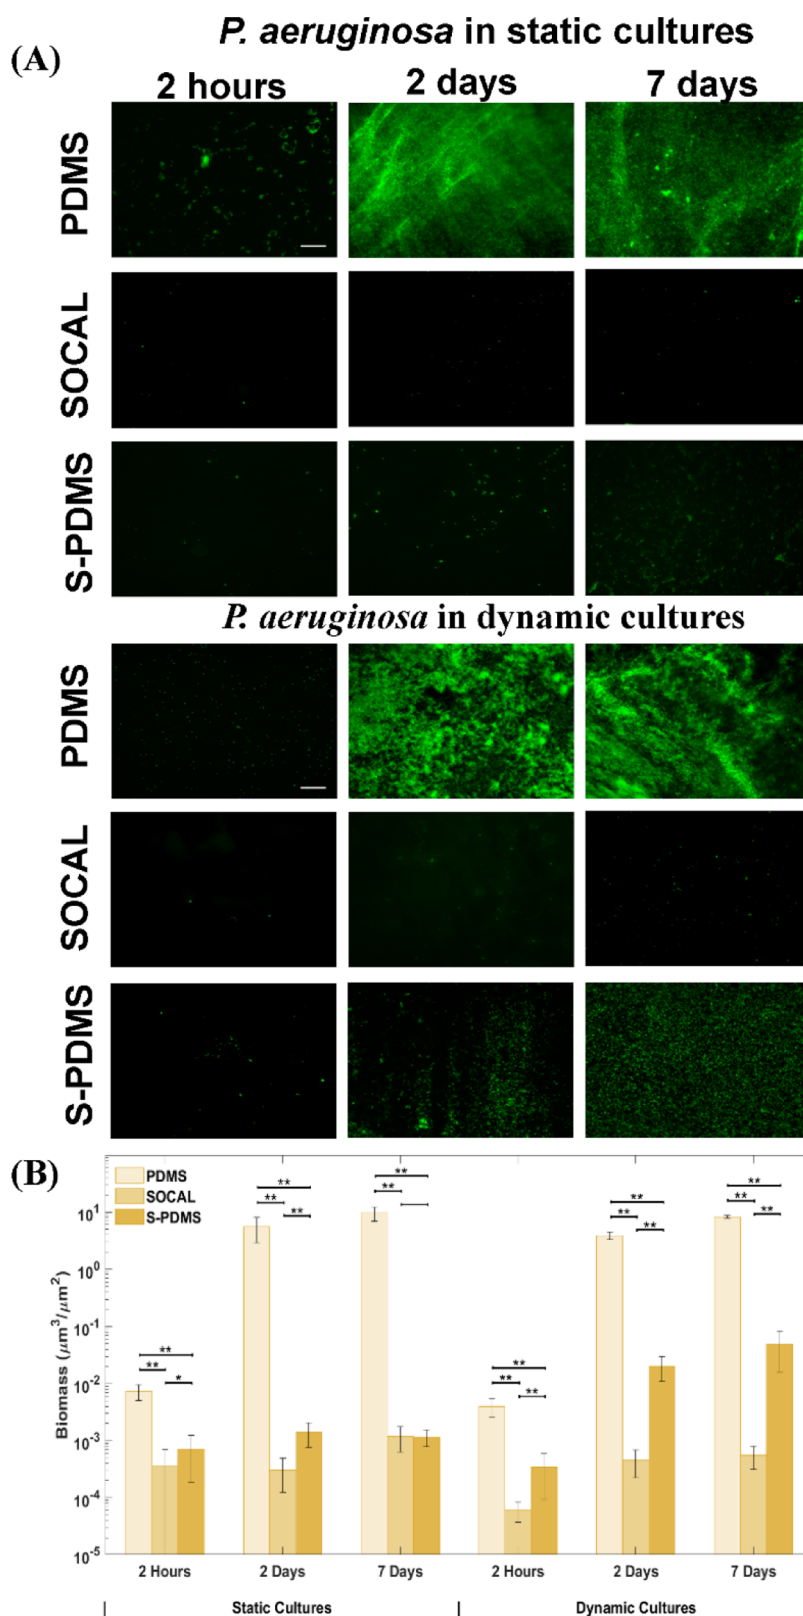 P. aeruginosa in static cultures
(A)
2 hours 2 days 7 days
PDMS
SOCAL
S-PDMS
P. aeruginosa in dynamic cultures
PDMS
SOCAL
S-PDMS
(B)
PDMS
SOCAL
S-PDMS
** ** **
** ** *
** **
** ** **
** ** **
** ** **
Biomass (μm³/μm²)
10¹
10⁰
10⁻¹
10⁻²
10⁻³
10⁻⁴
10⁻⁵
2 Hours 2 Days 7 Days 2 Hours 2 Days 7 Days
Static Cultures Dynamic Cultures